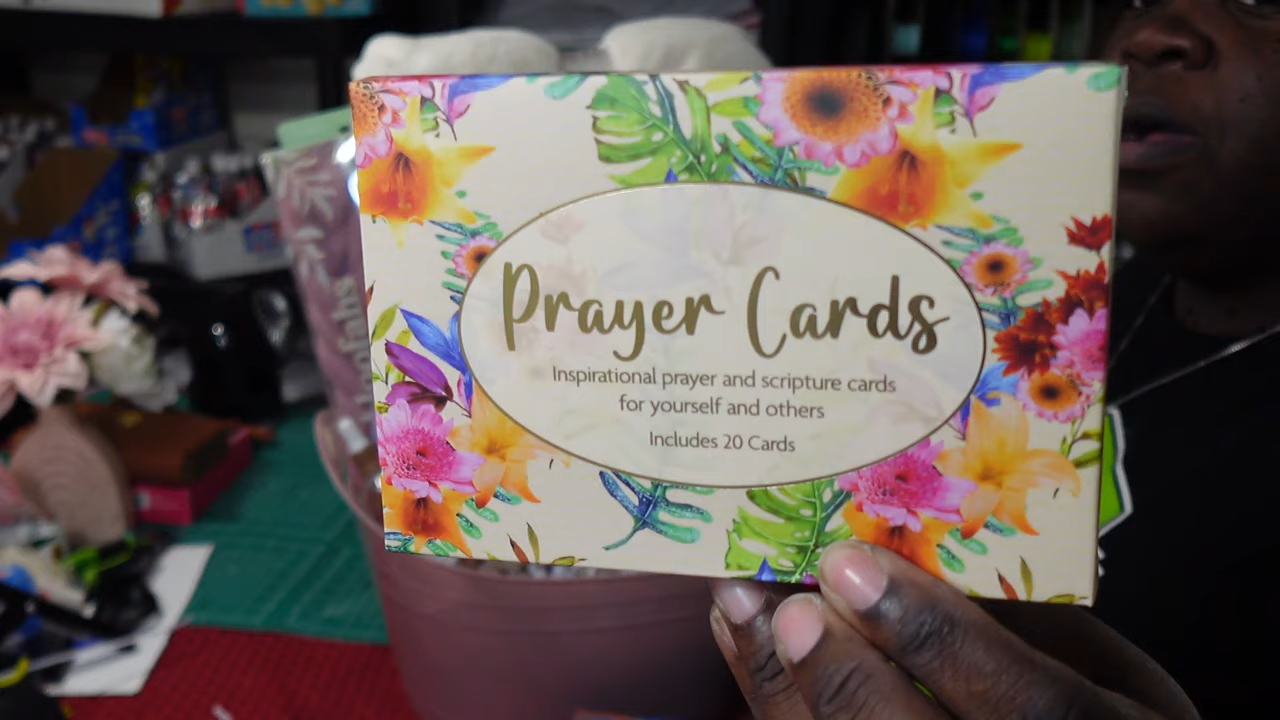 Prayer Cards
Inspirational prayer and scripture cards
for yourself and others
Includes 20 Cards